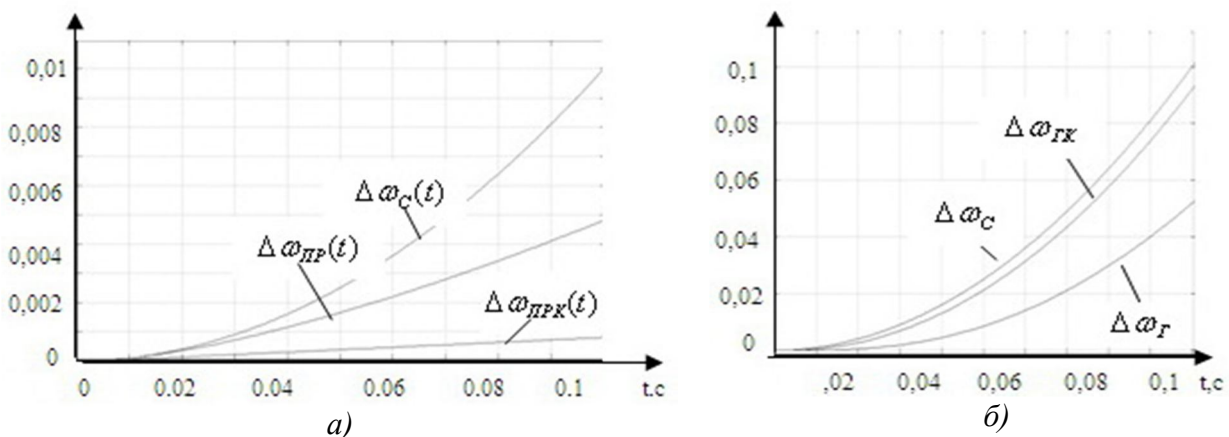 0,01
0,008
0,006
0,004
0,002
0
Δω_С(t)
Δω_ПР(t)
Δω_ПРК(t)
0 0.02 0.04 0.06 0.08 0.1 t,c
а)
0,1
0,08
0,06
0,04
0,02
0
Δω_ГК
Δω_С
Δω_Г
,02 0,04 0,06 0,08 0,1 t,c
б)